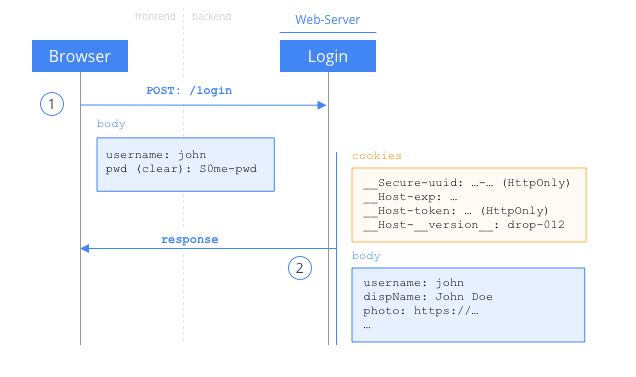 frontend
backend
Web-Server
Browser
Login
POST: /login
1
body
username: john
pwd (clear): S0me-pwd
cookies
__Secure-uuid: …-… (HttpOnly)
__Host-exp: …
__Host-token: … (HttpOnly)
__Host-__version__: drop-012
response
2
body
username: john
dispName: John Doe
photo: https://…
…